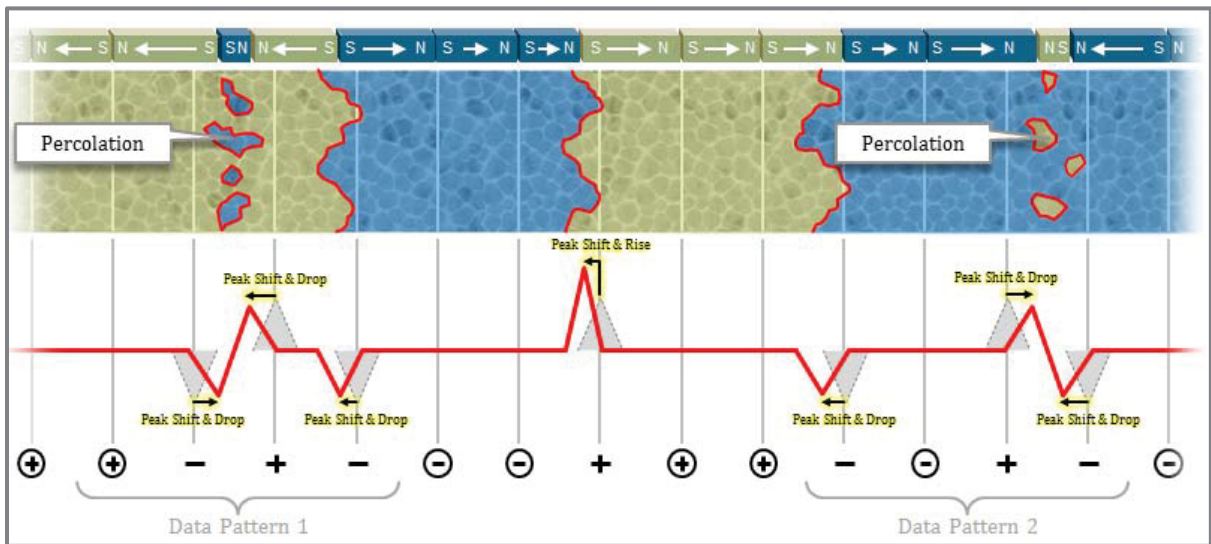 S N S N S SN N S S N S N S N S N S N S N S N S N NS N S N
Percolation
Percolation
Peak Shift & Rise
Peak Shift & Drop
Peak Shift & Drop
Peak Shift & Drop
Peak Shift & Drop
Peak Shift & Drop
Peak Shift & Drop
⊕ ⊕ − + − ⊖ ⊖ + ⊕ ⊕ − ⊖ + − ⊖
Data Pattern 1
Data Pattern 2